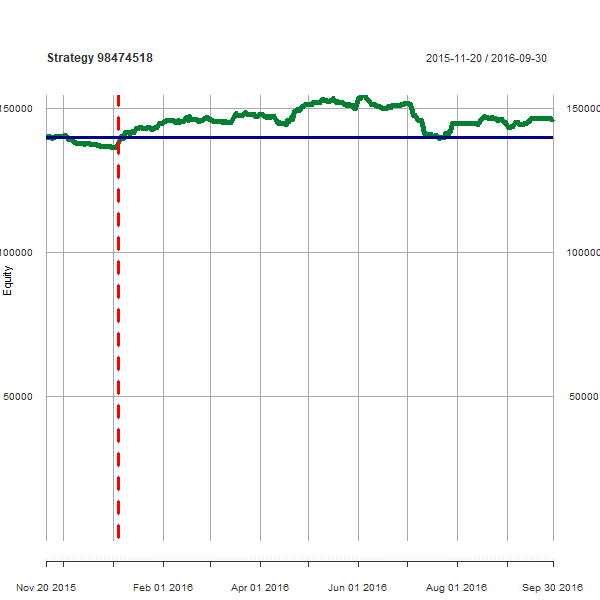 Strategy 98474518
2015-11-20 / 2016-09-30
150000
150000
100000
100000
Equity
50000
50000
Nov 20 2015
Feb 01 2016
Apr 01 2016
Jun 01 2016
Aug 01 2016
Sep 30 2016